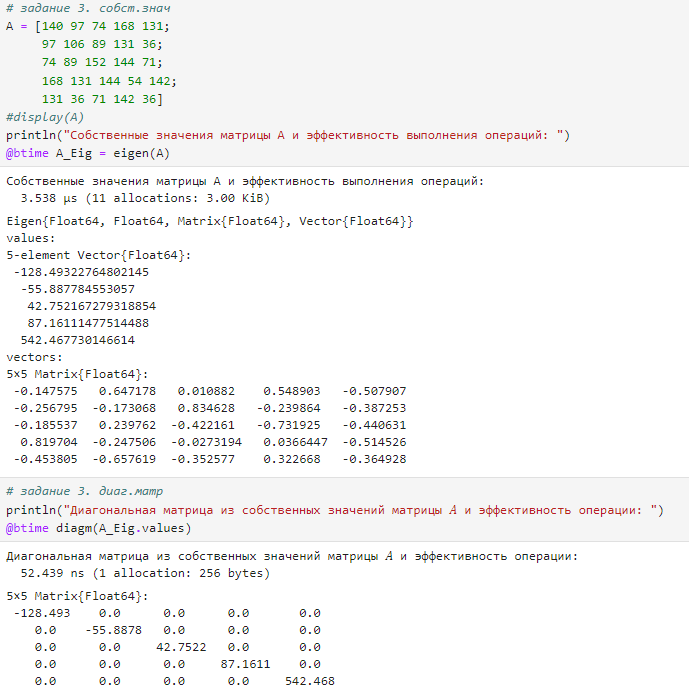 # задание 3. собст.знач
A = [140 97 74 168 131;
97 106 89 131 36;
74 89 152 144 71;
168 131 144 54 142;
131 36 71 142 36]
#display(A)
println("Собственные значения матрицы A и эффективность выполнения операций: ")
@btime A_Eig = eigen(A)
Собственные значения матрицы A и эффективность выполнения операций:
3.538 μs (11 allocations: 3.00 KiB)
Eigen{Float64, Float64, Matrix{Float64}, Vector{Float64}}
values:
5-element Vector{Float64}:
-128.49322764802145
-55.887784553057
42.752167279318854
87.16111477514488
542.467730146614
vectors:
5×5 Matrix{Float64}:
-0.147575 0.647178 0.010882 0.548903 -0.507907
-0.256795 -0.173068 0.834628 -0.239864 -0.387253
-0.185537 0.239762 -0.422161 -0.731925 -0.440631
0.819704 -0.247506 -0.0273194 0.0366447 -0.514526
-0.453805 -0.657619 -0.352577 0.322668 -0.364928
# задание 3. диаг.матр
println("Диагональная матрица из собственных значений матрицы 𝐴 и эффективность операции: ")
@btime diagm(A_Eig.values)
Диагональная матрица из собственных значений матрицы 𝐴 и эффективность операции:
52.439 ns (1 allocation: 256 bytes)
5×5 Matrix{Float64}:
-128.493 0.0 0.0 0.0 0.0
0.0 -55.8878 0.0 0.0 0.0
0.0 0.0 42.7522 0.0 0.0
0.0 0.0 0.0 87.1611 0.0
0.0 0.0 0.0 0.0 542.468